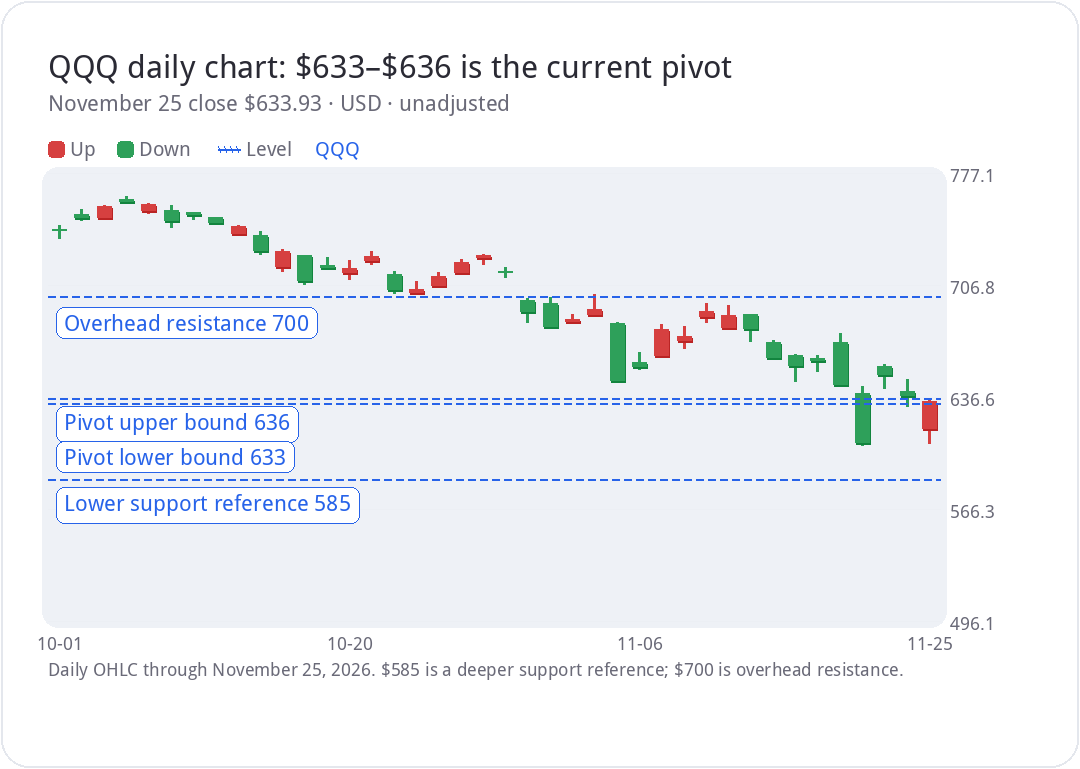 QQQ daily chart: $633–$636 is the current pivot
November 25 close $633.93 · USD · unadjusted
Up Down Level QQQ
777.1
706.8
Overhead resistance 700
636.6
Pivot upper bound 636
Pivot lower bound 633
Lower support reference 585
566.3
496.1
10-01 10-20 11-06 11-25
Daily OHLC through November 25, 2026. $585 is a deeper support reference; $700 is overhead resistance.